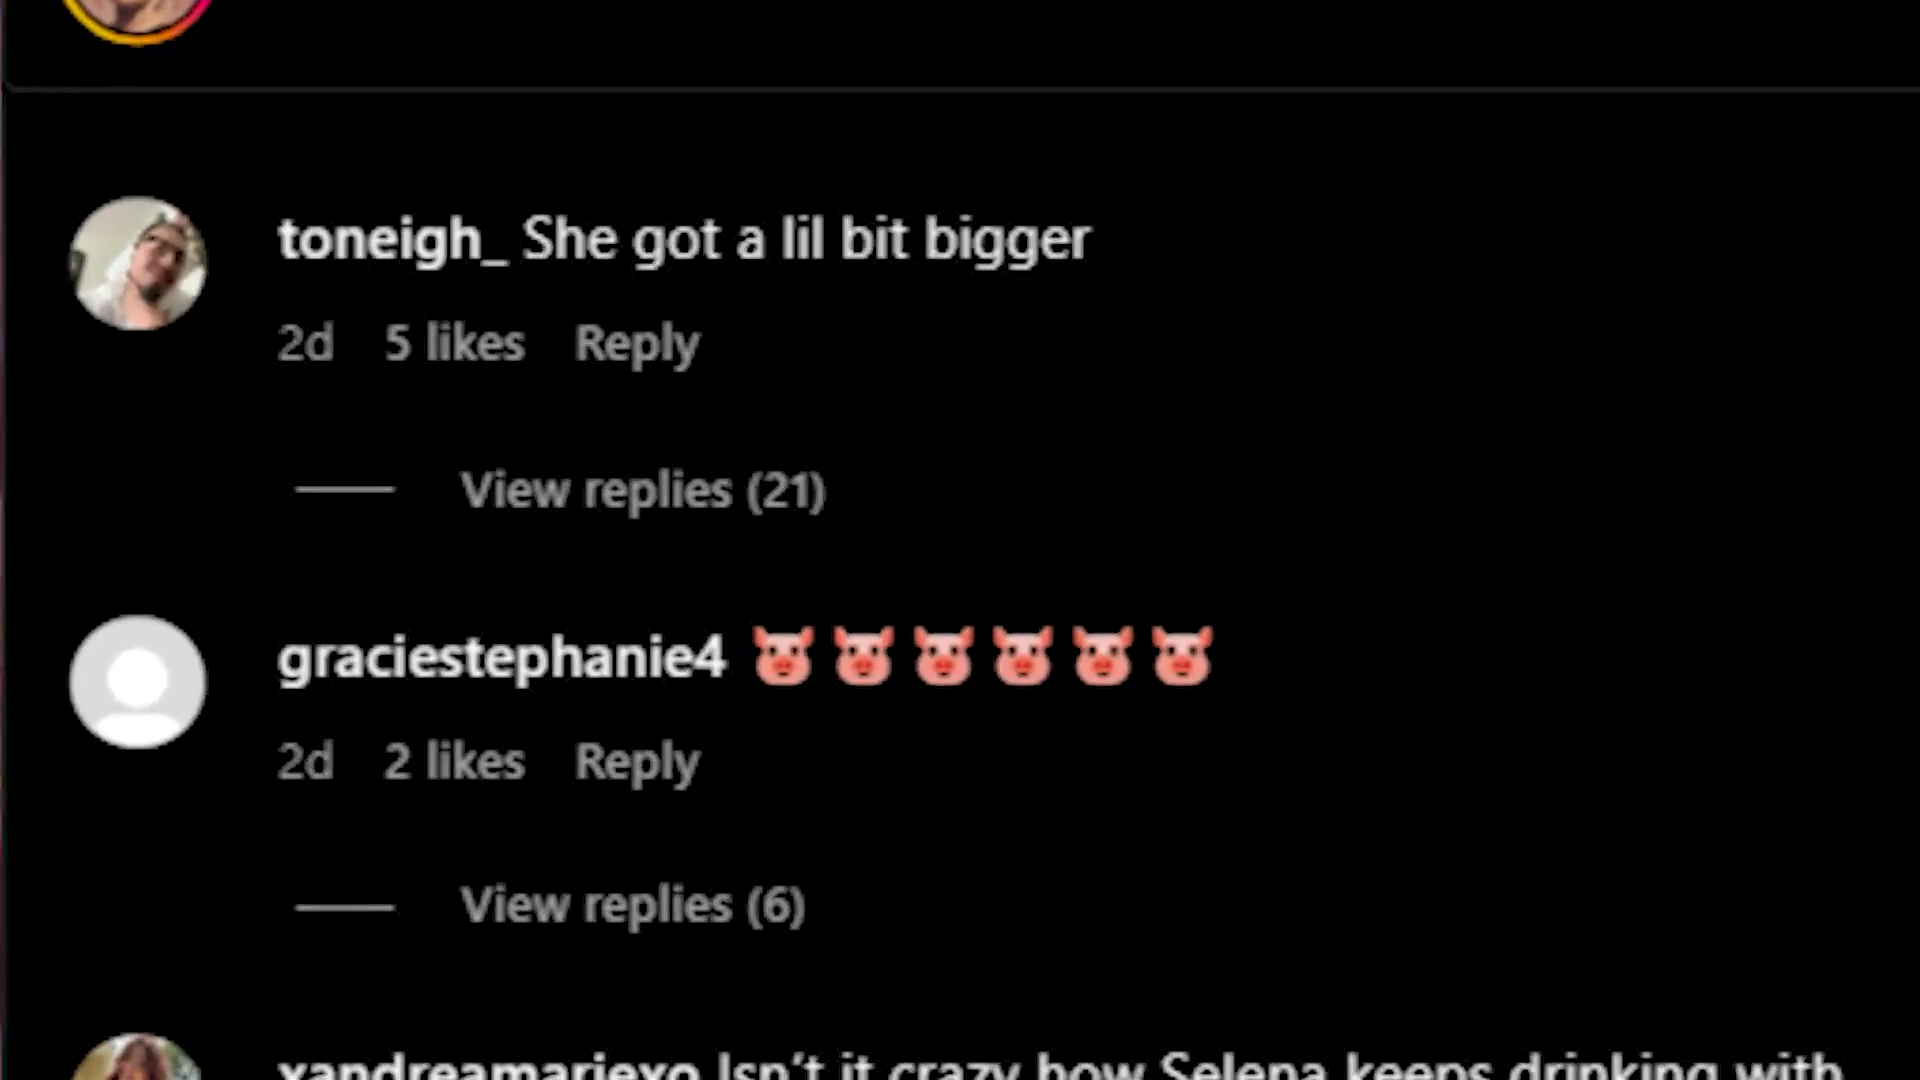 toneigh_ She got a lil bit bigger
2d 5 likes Reply
View replies (21)
graciestephanie4 🐷🐷🐷🐷🐷🐷
2d 2 likes Reply
View replies (6)
xandreamariexo Isn't it crazy how Selena keeps drinking with